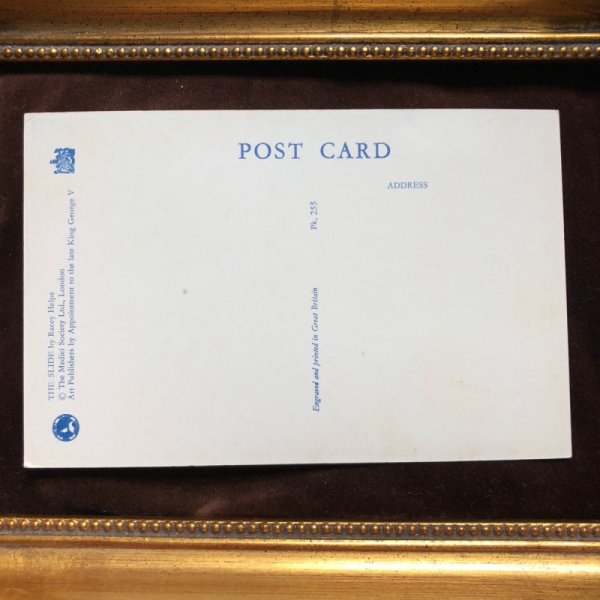 POST CARD
ADDRESS
THE SLIDE by Racey Helps
© The Medici Society Ltd., London
Art Publishers by Appointment to the late King George V
Pk. 255
Engraved and printed in Great Britain